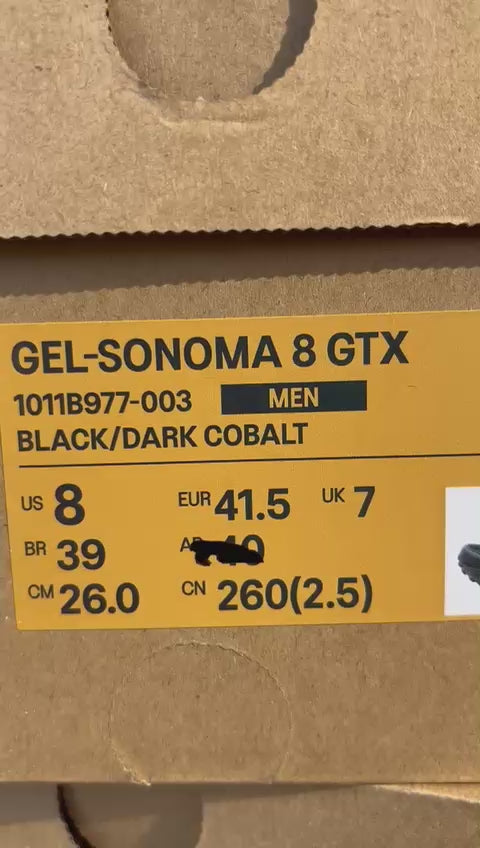 GEL-SONOMA 8 GTX
1011B977-003 MEN
BLACK/DARK COBALT
US 8 EUR 41.5 UK 7
BR 39
CM 26.0 CN 260(2.5)